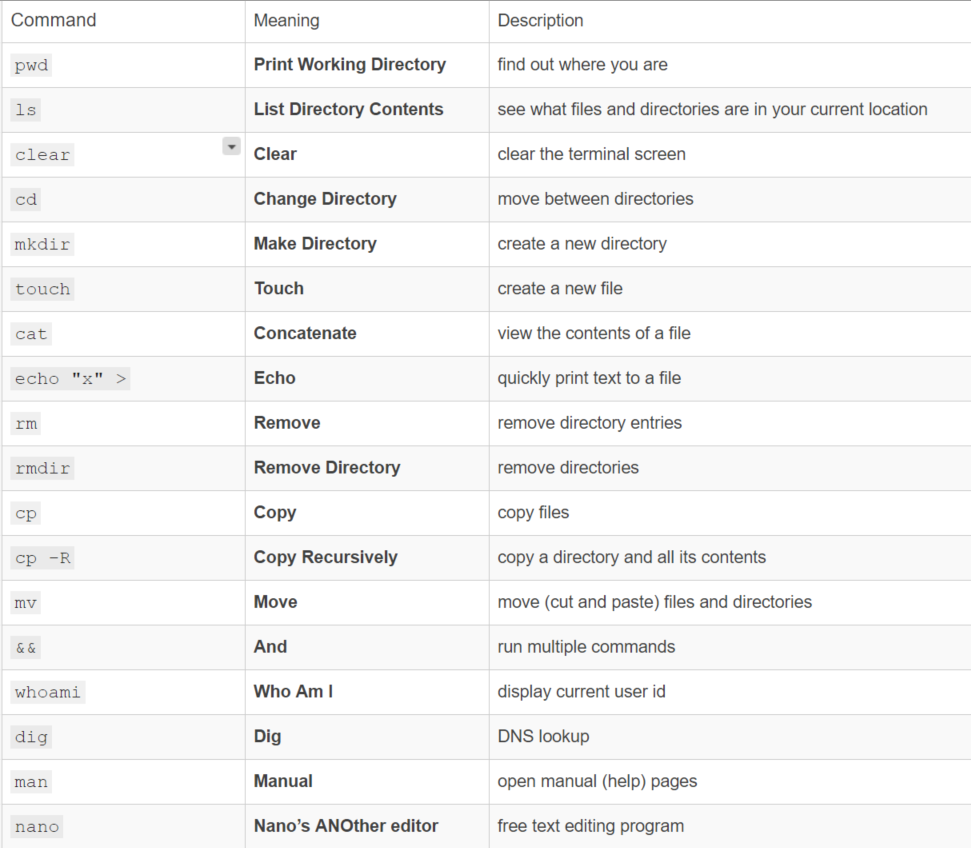 Command Meaning Description
pwd Print Working Directory find out where you are
ls List Directory Contents see what files and directories are in your current location
clear Clear clear the terminal screen
cd Change Directory move between directories
mkdir Make Directory create a new directory
touch Touch create a new file
cat Concatenate view the contents of a file
echo "x" > Echo quickly print text to a file
rm Remove remove directory entries
rmdir Remove Directory remove directories
cp Copy copy files
cp -R Copy Recursively copy a directory and all its contents
mv Move move (cut and paste) files and directories
&& And run multiple commands
whoami Who Am I display current user id
dig Dig DNS lookup
man Manual open manual (help) pages
nano Nano’s ANOther editor free text editing program